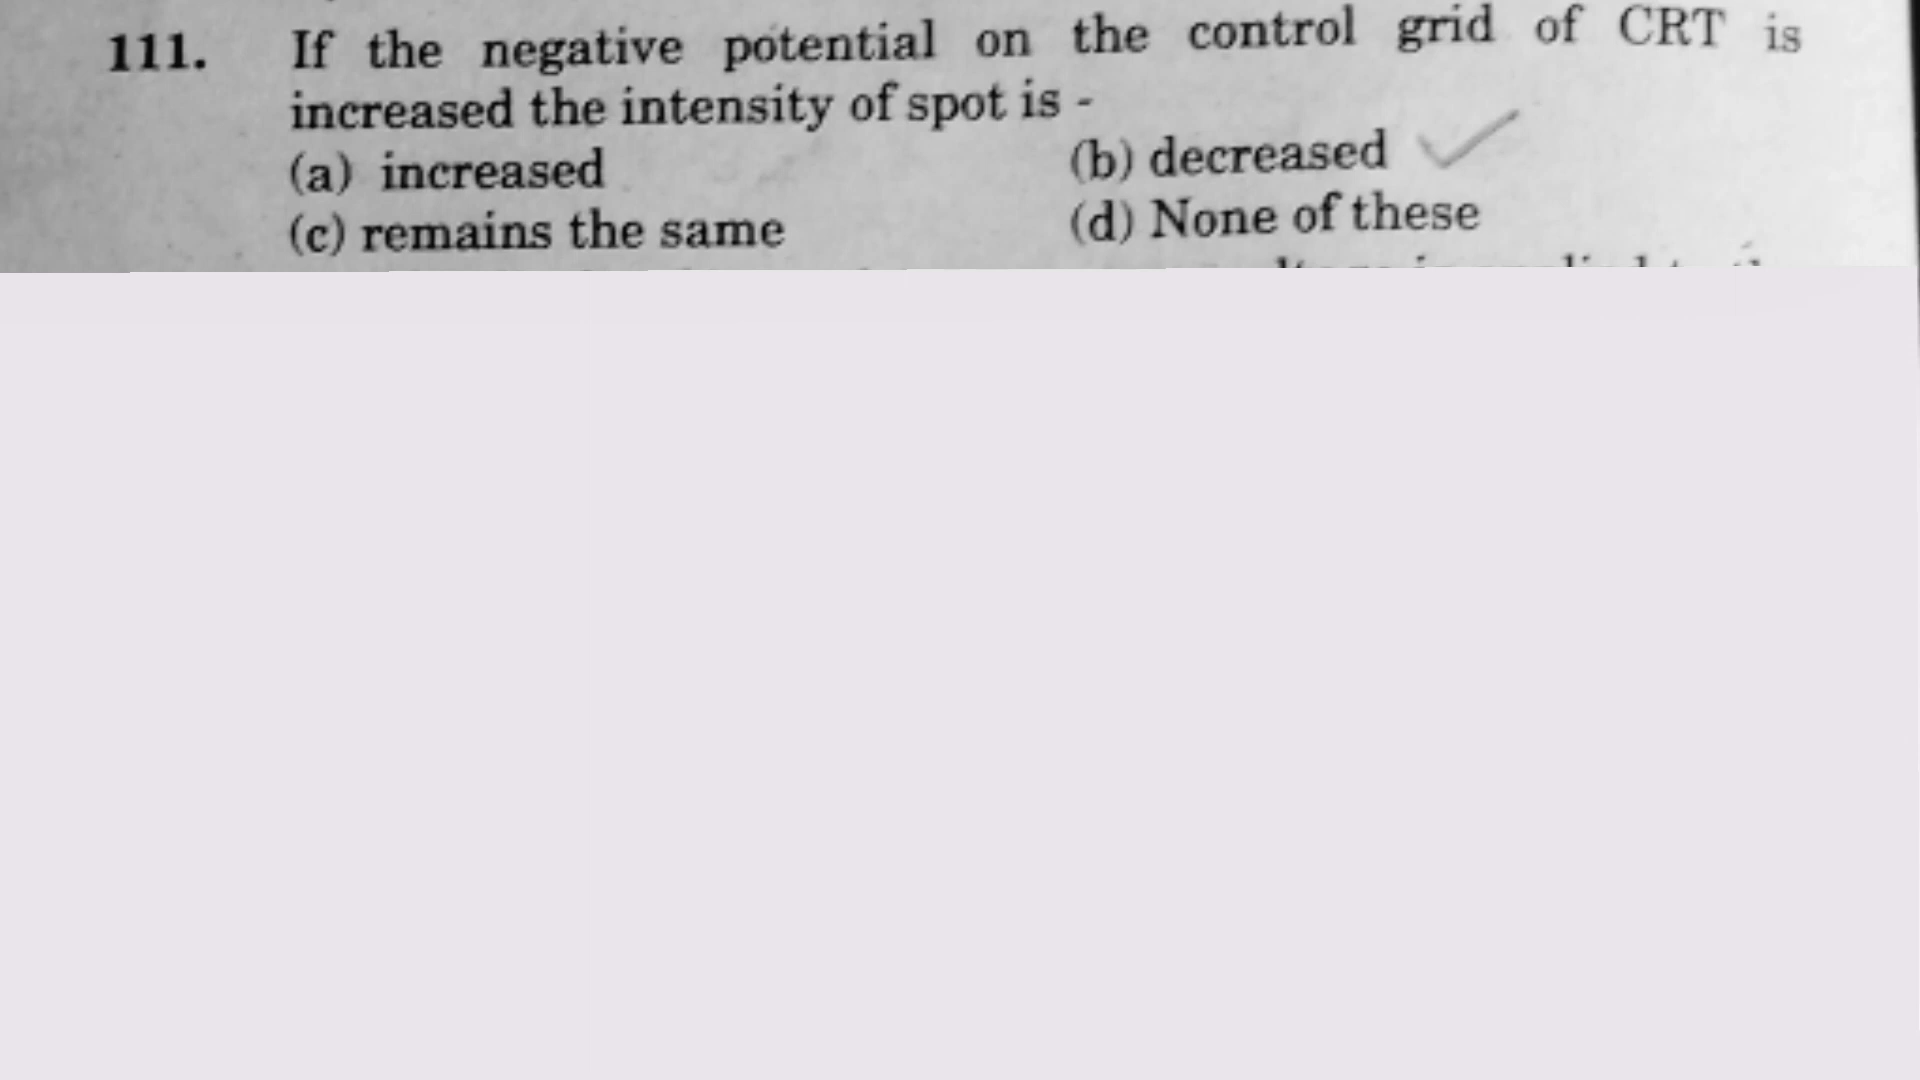 111. If the negative potential on the control grid of CRT is
increased the intensity of spot is -
(a) increased (b) decreased
(c) remains the same (d) None of these